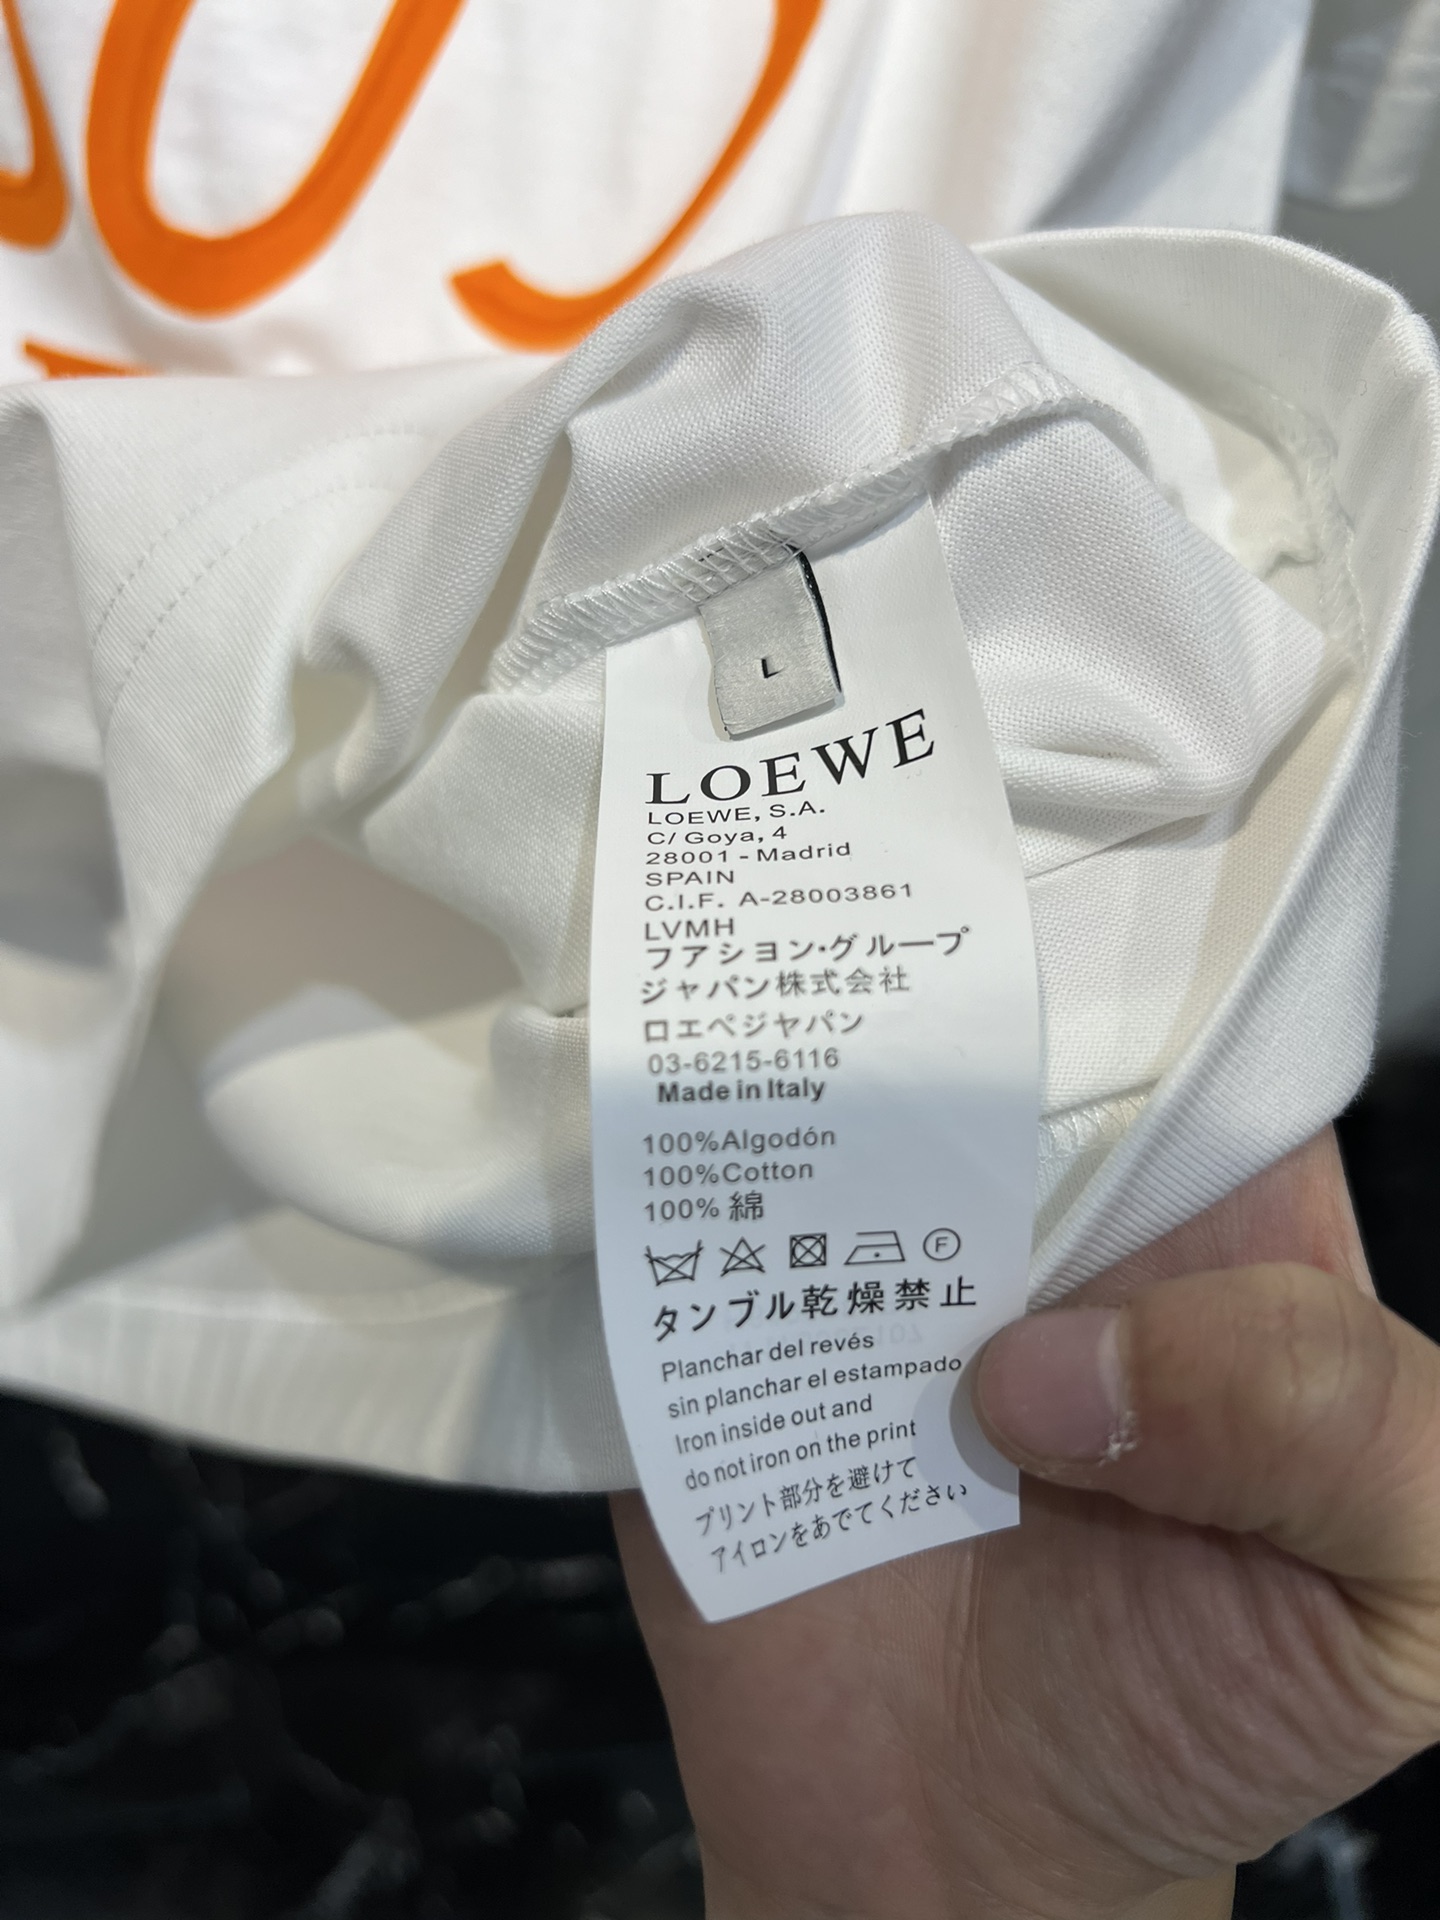 L
LOEWE
LOEWE, S.A.
C/ Goya, 4
28001 - Madrid
SPAIN
C.I.F. A-28003861
LVMH
フアシヨン･グループ
ジャパン株式会社
ロエペジヤパン
03-6215-6116
Made in Italy
100%Algodón
100%Cotton
100% 綿
F
タンブル乾燥禁止
Planchar del revés
sin planchar el estampado
Iron inside out and
do not iron on the print
プリント部分を避けて
アイロンをあでてください